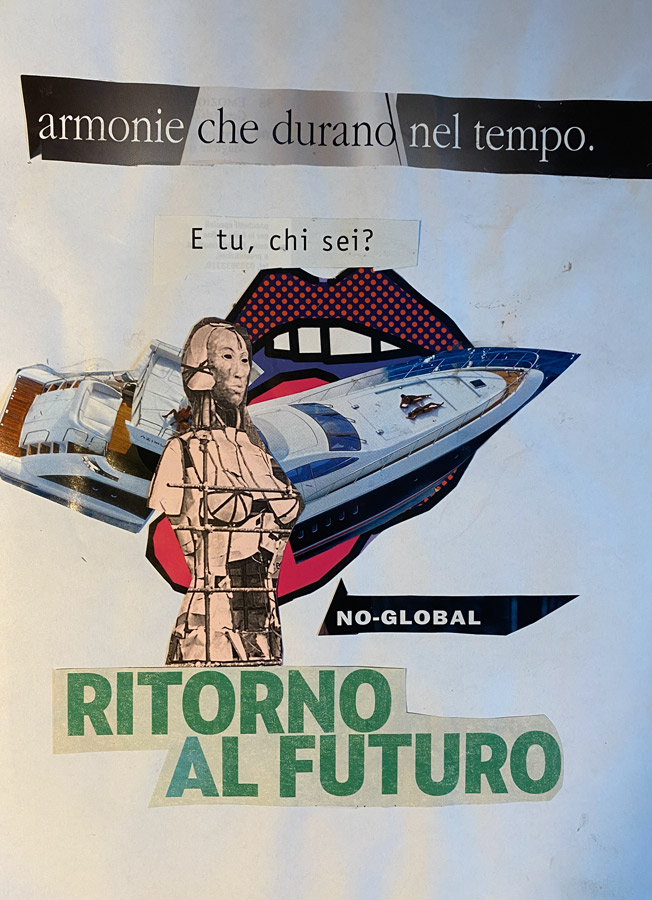 armonie che durano nel tempo.
E tu, chi sei?
NO-GLOBAL
RITORNO
AL FUTURO